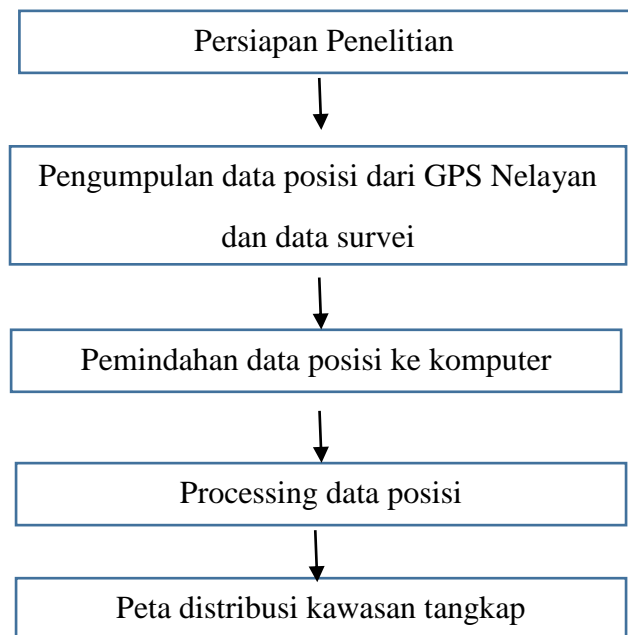 Persiapan Penelitian
Pengumpulan data posisi dari GPS Nelayan
dan data survei
Pemindahan data posisi ke komputer
Processing data posisi
Peta distribusi kawasan tangkap